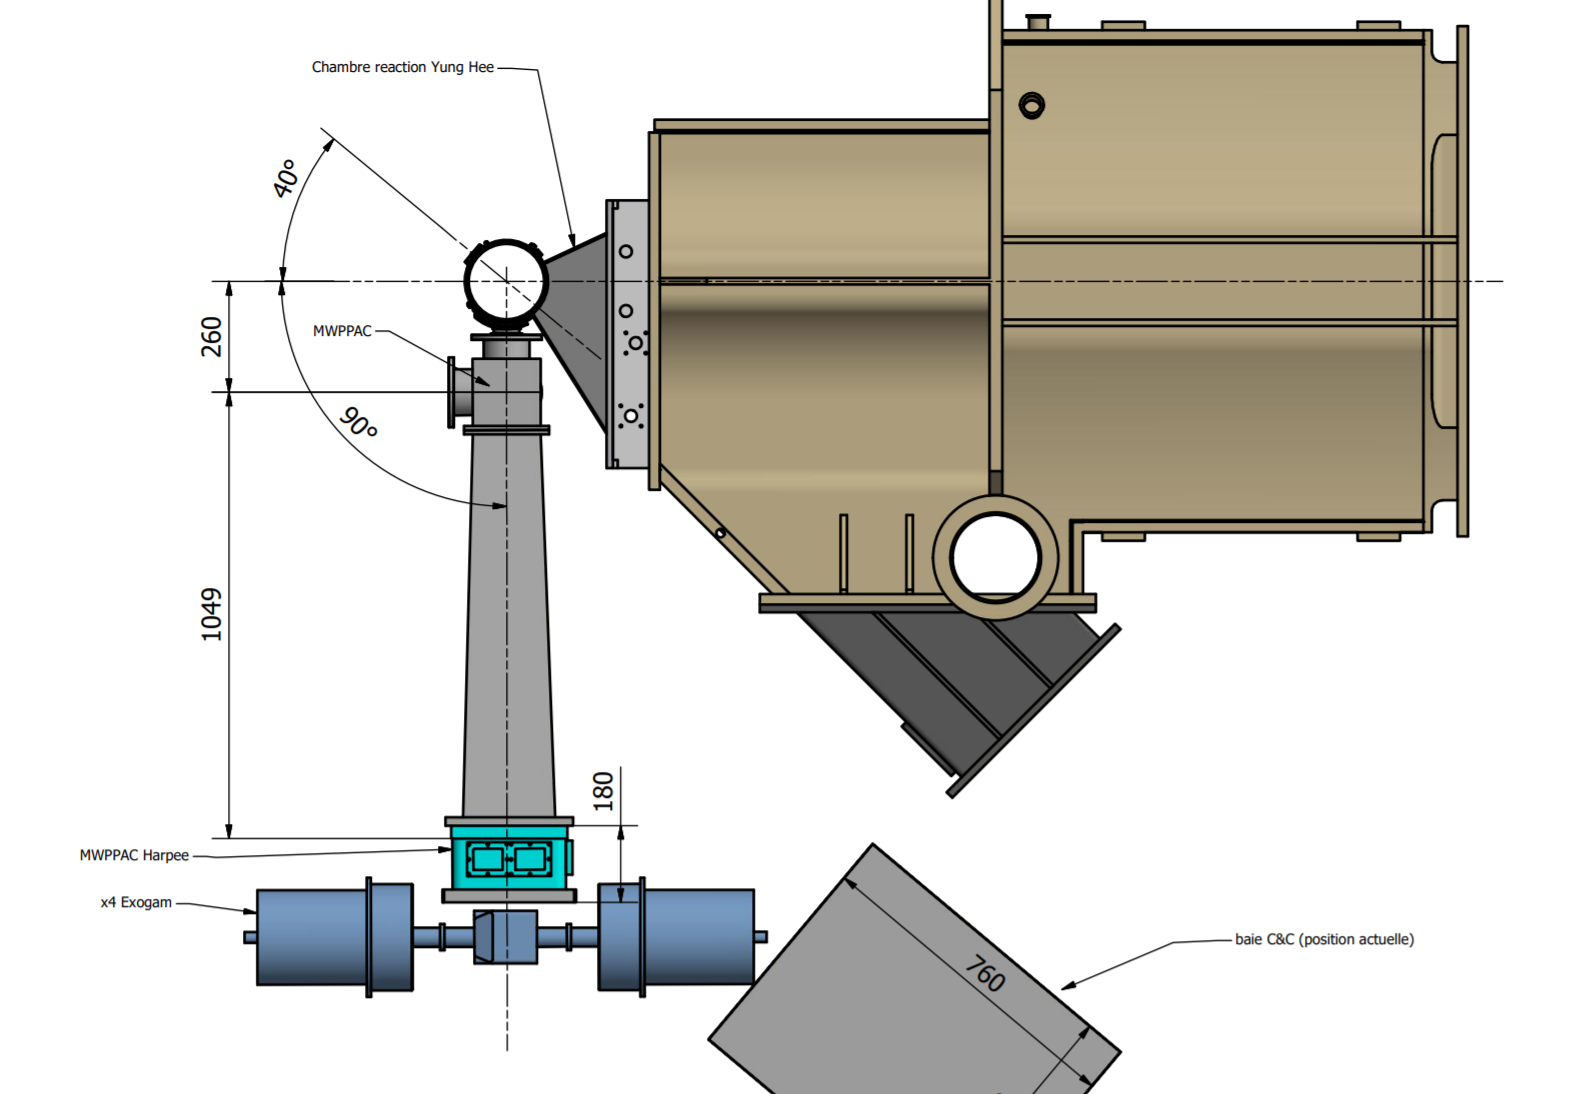 Chambre reaction Yung Hee
40°
260
MWPPAC
90°
1049
180
MWPPAC Harpee
x4 Exogam
baie C&C (position actuelle)
760